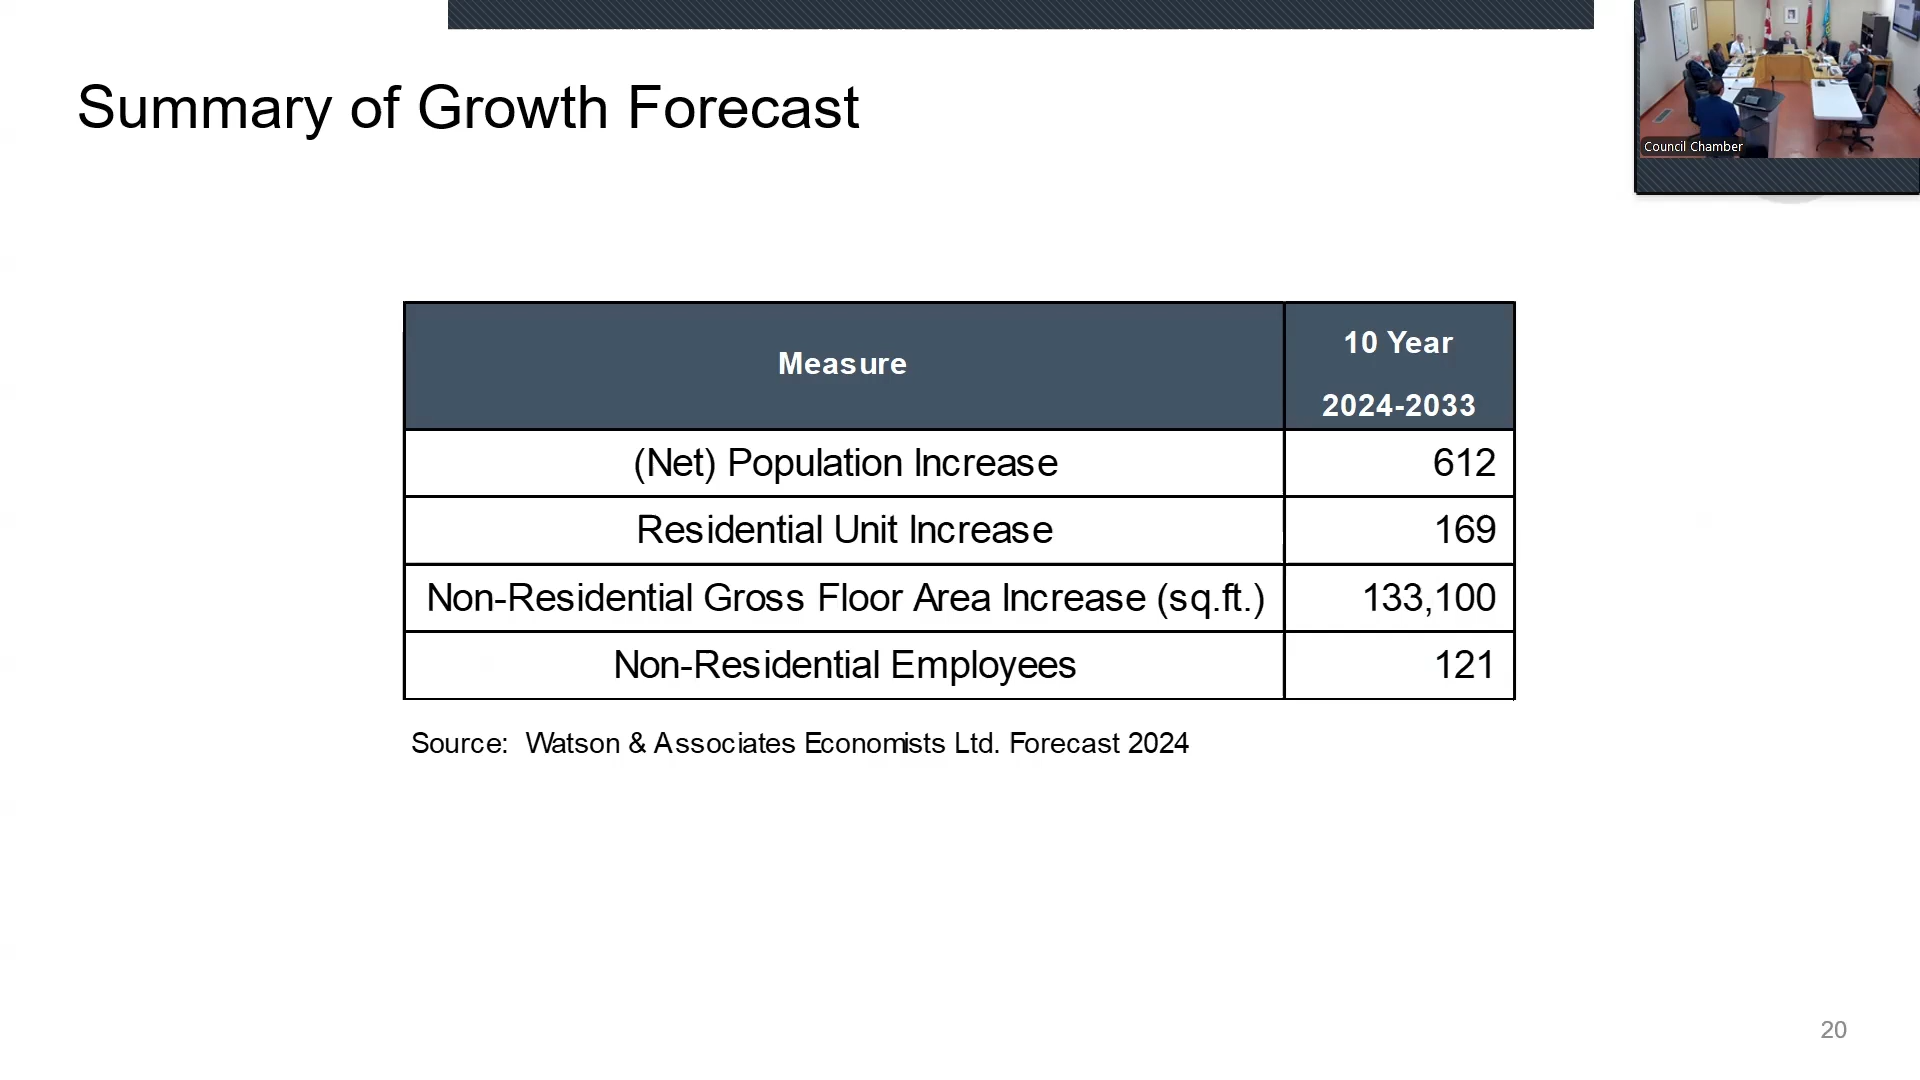 Summary of Growth Forecast
Council Chamber
Measure
10 Year
2024-2033
(Net) Population Increase
612
Residential Unit Increase
169
Non-Residential Gross Floor Area Increase (sq.ft.)
133,100
Non-Residential Employees
121
Source: Watson & Associates Economists Ltd. Forecast 2024
20